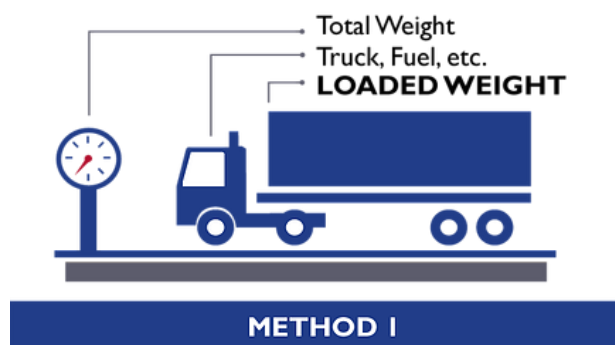 Total Weight
Truck, Fuel, etc.
LOADED WEIGHT
METHOD 1